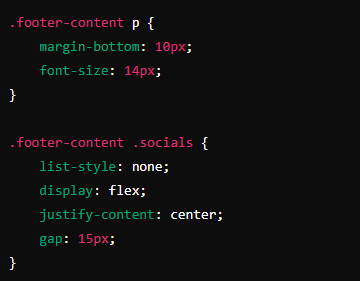 .footer-content p {
    margin-bottom: 10px;
    font-size: 14px;
}

.footer-content .socials {
    list-style: none;
    display: flex;
    justify-content: center;
    gap: 15px;
}